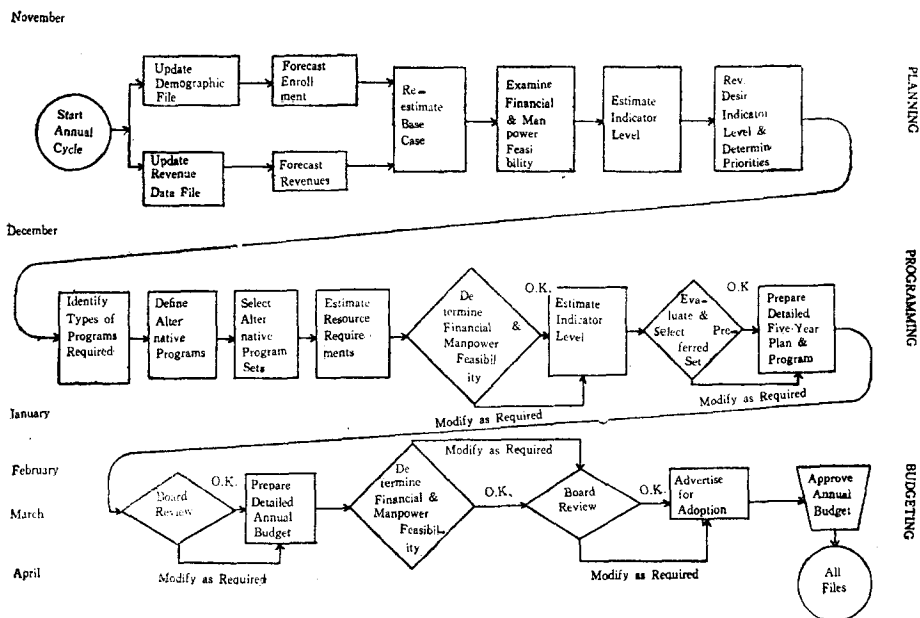 November
Start
Annual
Cycle
Update
Demographic
File
Forecast
Enroll
ment
Update
Revenue
Data File
Forecast
Revenues
Re-
estimate
Base
Case
Examine
Financial
& Man
power
Feasi
bility
Estimate
Indicator
Level
Rev.
Desir
Indicator
Level &
Determin
Priorities
PLANNING
December
Identify
Types of
Programs
Required
Define
Alter
native
Programs
Select
Alter
native
Program
Sets
Estimate
Resource
Require-
ments
De
termine
Financial &
Manpower
Feasibil
ity
O.K.
Modify as Required
Estimate
Indicator
Level
Eva-
luate &
Select Pre-
ferred
Set
OK
Modify as Required
Prepare
Detailed
Five-Year
Plan &
Program
PROGRAMMING
January
February
March
April
Board
Review
O.K.
Modify as Required
Prepare
Detailed
Annual
Budget
De
termine
Financial &
Manpower
Feasibil-
ity
Modify as Required
O.K.
Board
Review
O.K.
Modify as Required
Advertise
for
Adoption
Approve
Annual
Budget
All
Files
BUDGETING